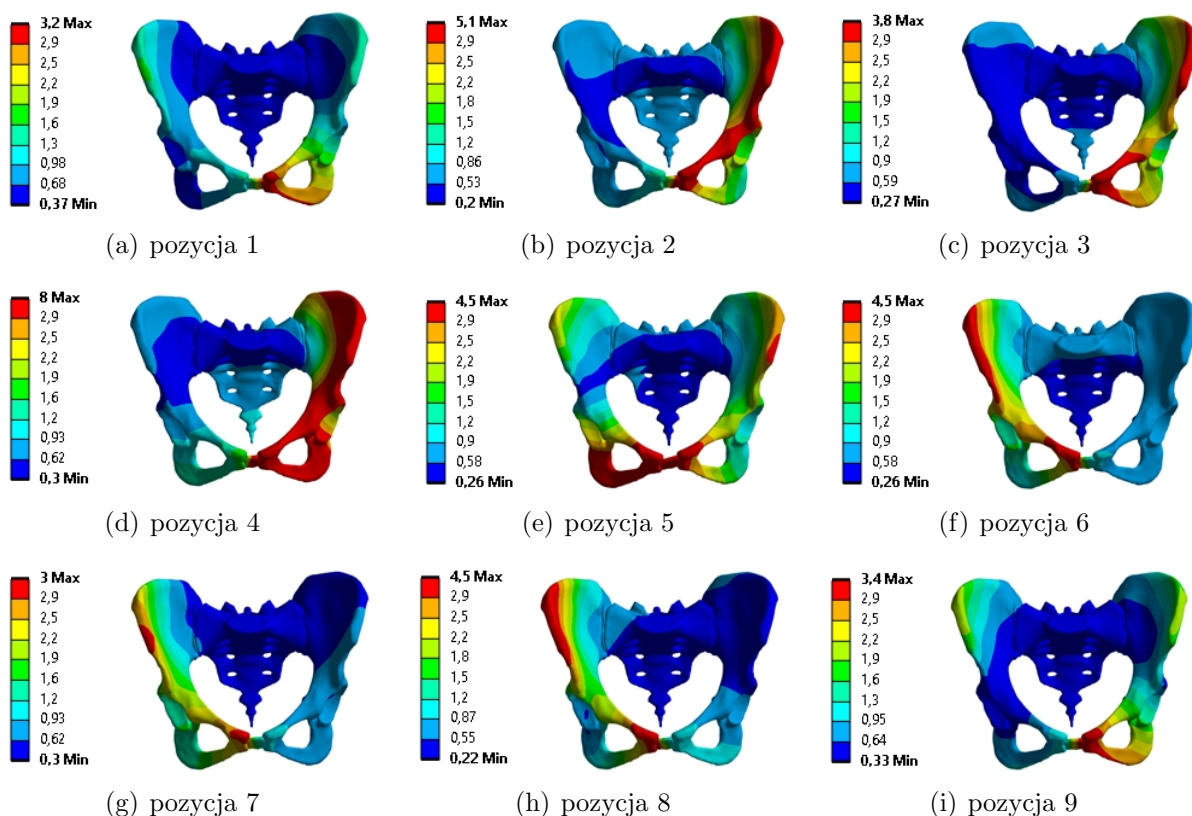 3,2 Max
2,9
2,5
2,2
1,9
1,6
1,3
0,98
0,68
0,37 Min
(a) pozycja 1
5,1 Max
2,9
2,5
2,2
1,8
1,5
1,2
0,86
0,53
0,2 Min
(b) pozycja 2
3,8 Max
2,9
2,5
2,2
1,9
1,5
1,2
0,9
0,59
0,27 Min
(c) pozycja 3
8 Max
2,9
2,5
2,2
1,9
1,6
1,2
0,93
0,62
0,3 Min
(d) pozycja 4
4,5 Max
2,9
2,5
2,2
1,9
1,5
1,2
0,9
0,58
0,26 Min
(e) pozycja 5
4,5 Max
2,9
2,5
2,2
1,9
1,5
1,2
0,9
0,58
0,26 Min
(f) pozycja 6
3 Max
2,9
2,5
2,2
1,9
1,6
1,2
0,93
0,62
0,3 Min
(g) pozycja 7
4,5 Max
2,9
2,5
2,2
1,8
1,5
1,2
0,87
0,55
0,22 Min
(h) pozycja 8
3,4 Max
2,9
2,5
2,2
1,9
1,6
1,3
0,95
0,64
0,33 Min
(i) pozycja 9